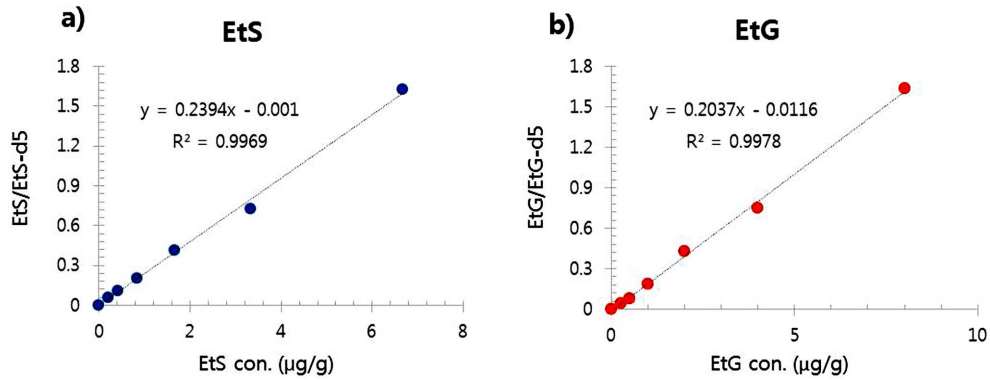 a)
EtS
1.8
1.5
1.2
0.9
0.6
0.3
0
EtS/EtS-d5
y = 0.2394x - 0.001
R² = 0.9969
0 2 4 6 8
EtS con. (μg/g)
b)
EtG
1.8
1.5
1.2
0.9
0.6
0.3
0
EtG/EtG-d5
y = 0.2037x - 0.0116
R² = 0.9978
0 5 10
EtG con. (μg/g)